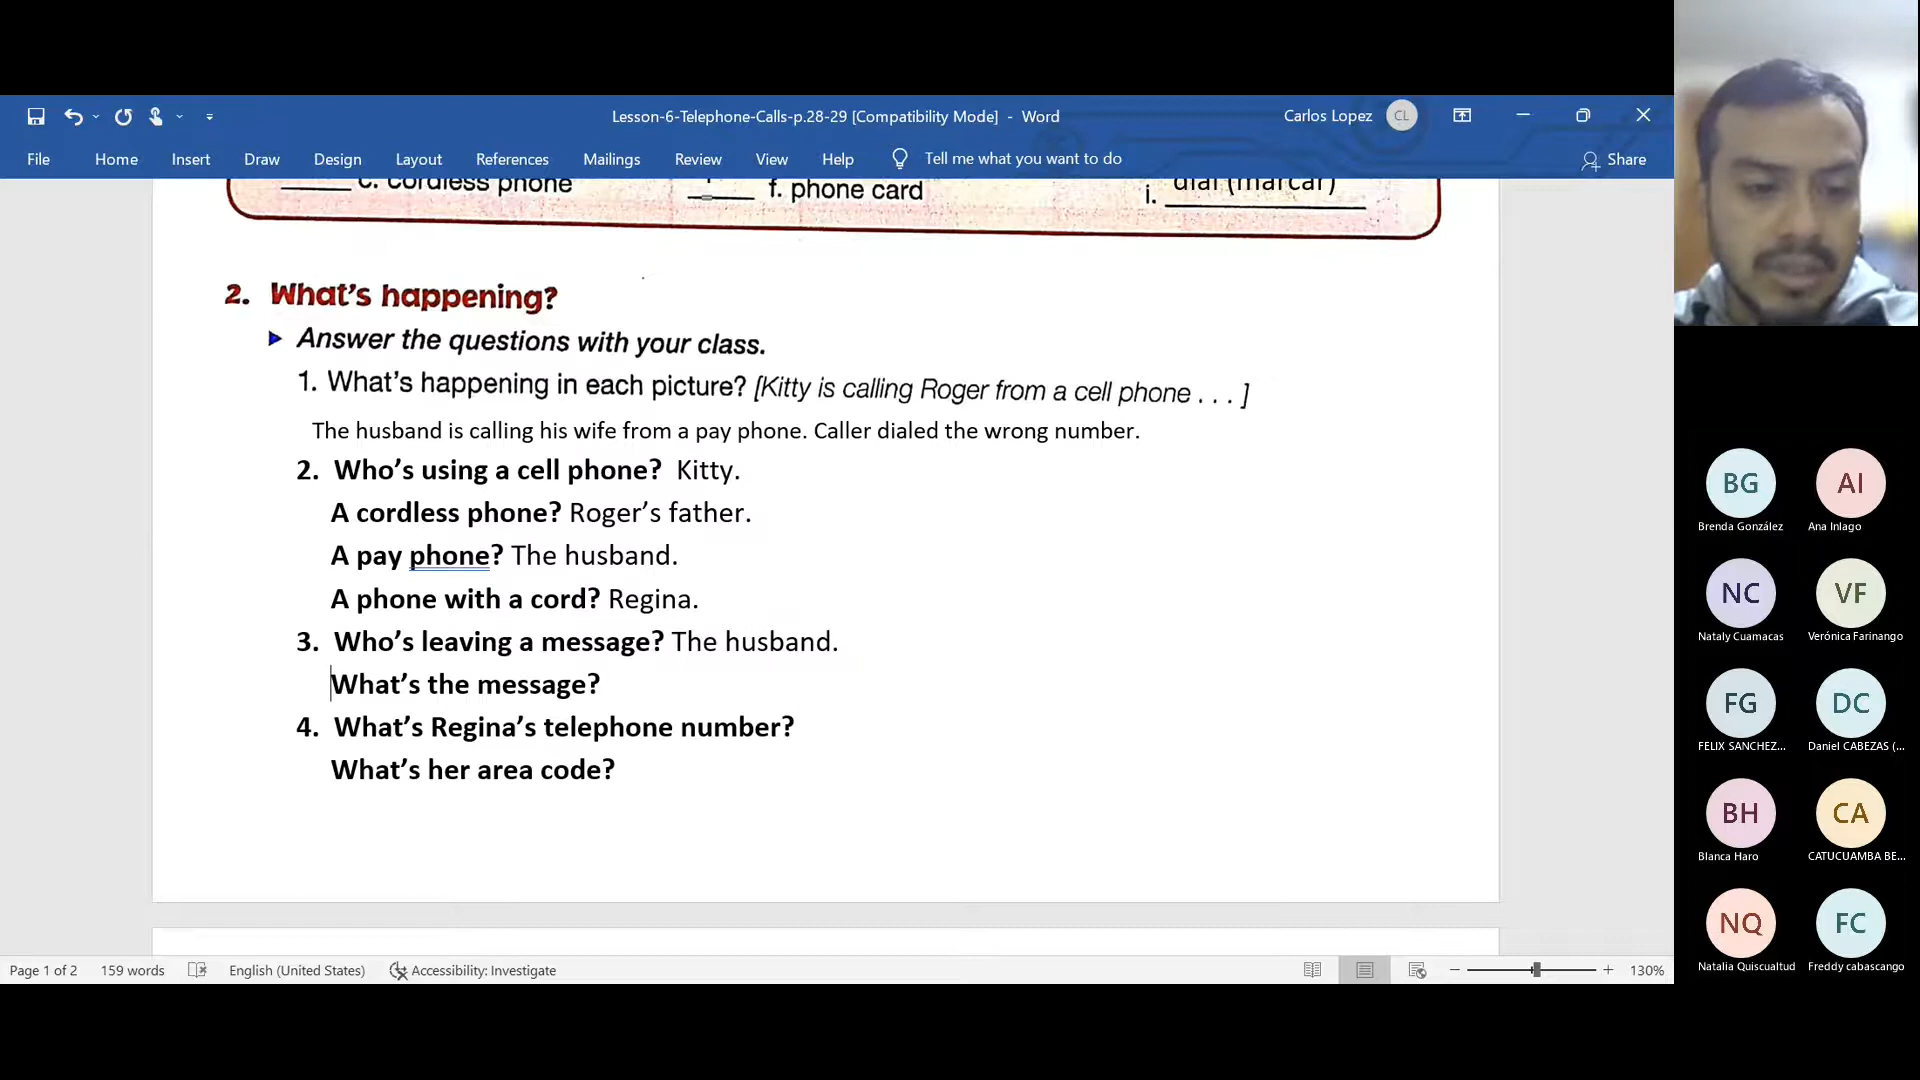 Lesson-6-Telephone-Calls-p.28-29 [Compatibility Mode] - Word
Carlos Lopez CL
File Home Insert Draw Design Layout References Mailings Review View Help Tell me what you want to do Share
c. cordless phone f. phone card i. dial (marcar)
2. What's happening?
Answer the questions with your class.
1. What's happening in each picture? [Kitty is calling Roger from a cell phone . . . ]
The husband is calling his wife from a pay phone. Caller dialed the wrong number.
2. Who's using a cell phone? Kitty.
A cordless phone? Roger's father.
A pay phone? The husband.
A phone with a cord? Regina.
3. Who's leaving a message? The husband.
What's the message?
4. What's Regina's telephone number?
What's her area code?
Page 1 of 2 159 words English (United States) Accessibility: Investigate 130%
BG AI
Brenda González Ana Inlago
NC VF
Nataly Cuamacas Verónica Farinango
FG DC
FELIX SANCHEZ... Daniel CABEZAS (...
BH CA
Blanca Haro CATUCUAMBA BE...
NQ FC
Natalia Quiscualtud Freddy cabascango